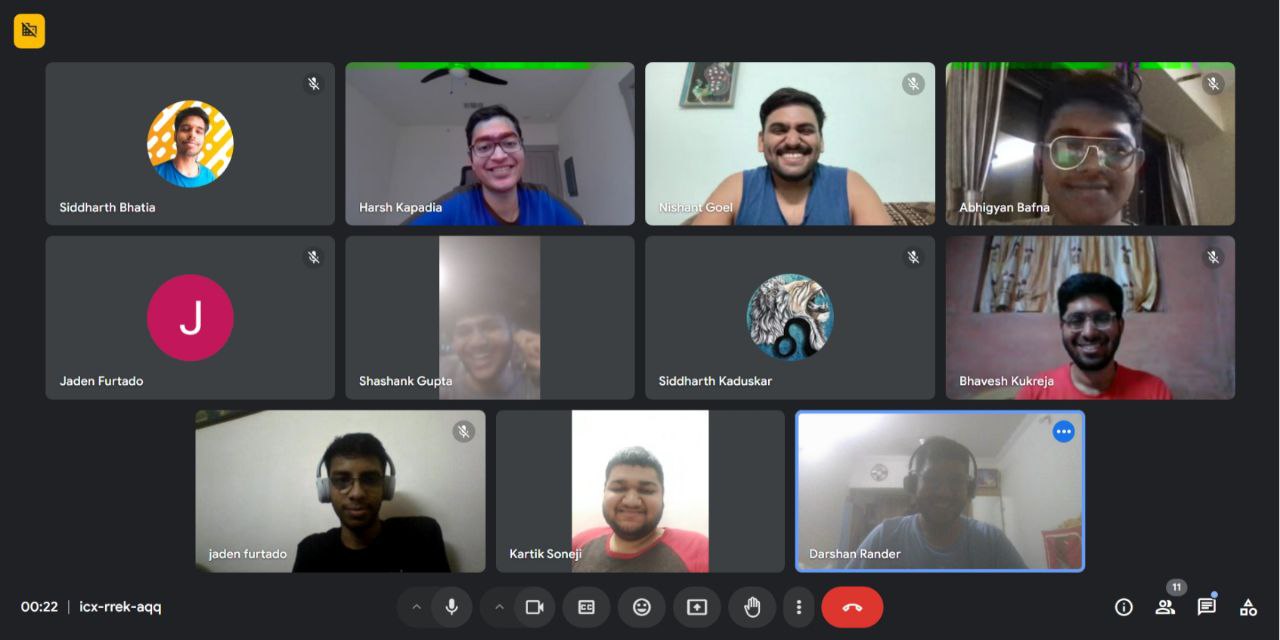 Siddharth Bhatia
Harsh Kapadia
Nishant Goel
Abhigyan Bafna
J
Jaden Furtado
Shashank Gupta
Siddharth Kaduskar
Bhavesh Kukreja
jaden furtado
Kartik Soneji
Darshan Rander
00:22 | icx-rrek-aqq
CC
11